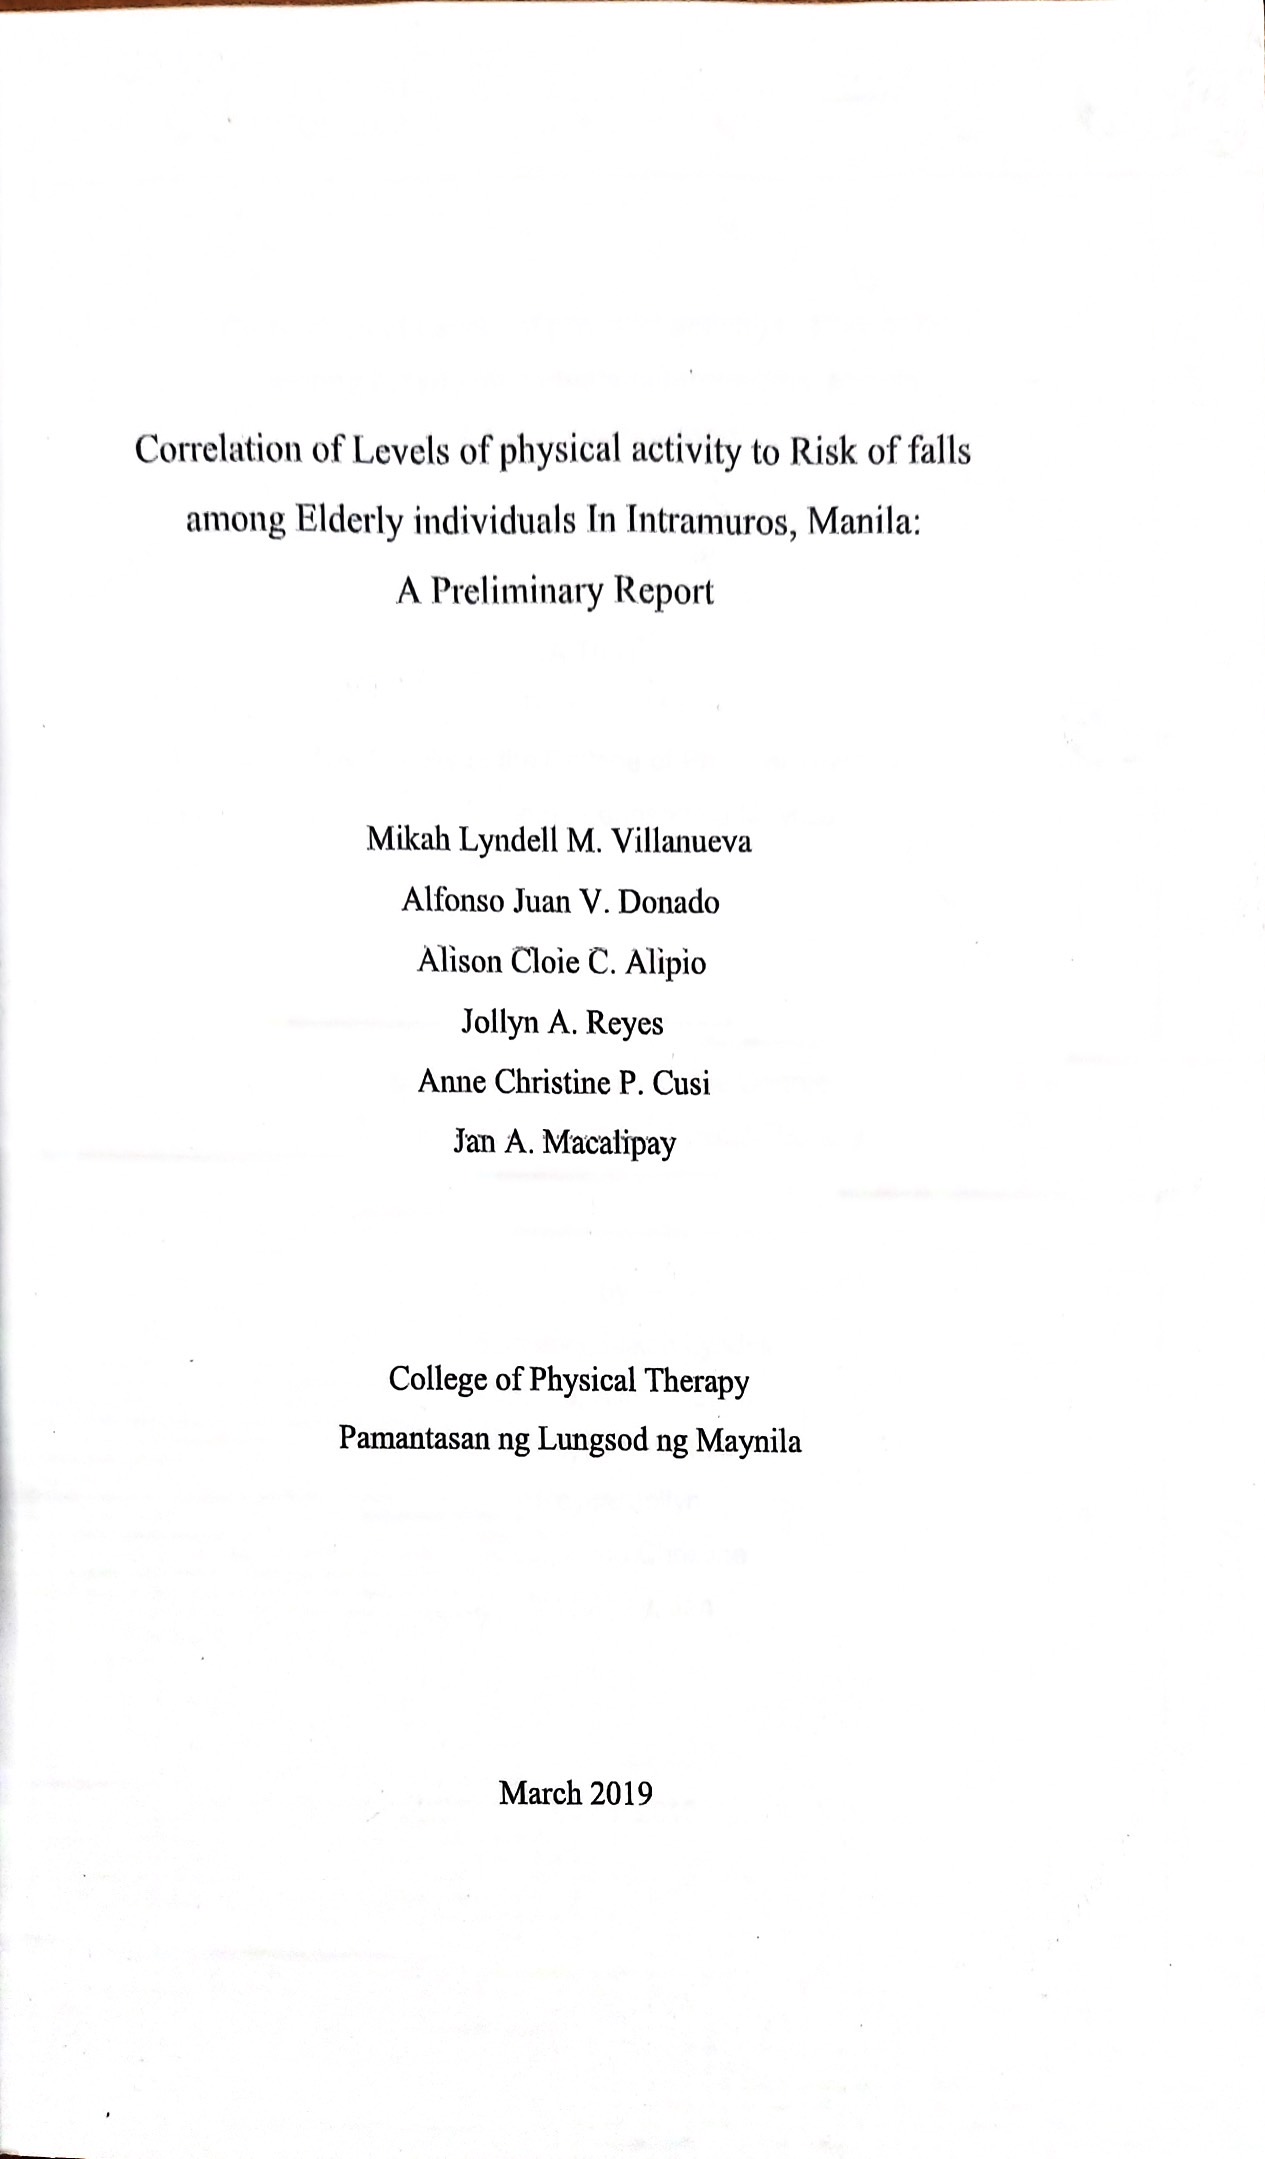 Correlation of Levels of physical activity to Risk of falls
among Elderly individuals In Intramuros, Manila:
A Preliminary Report
Mikah Lyndell M. Villanueva
Alfonso Juan V. Donado
Alison Cloie C. Alipio
Jollyn A. Reyes
Anne Christine P. Cusi
Jan A. Macalipay
College of Physical Therapy
Pamantasan ng Lungsod ng Maynila
March 2019